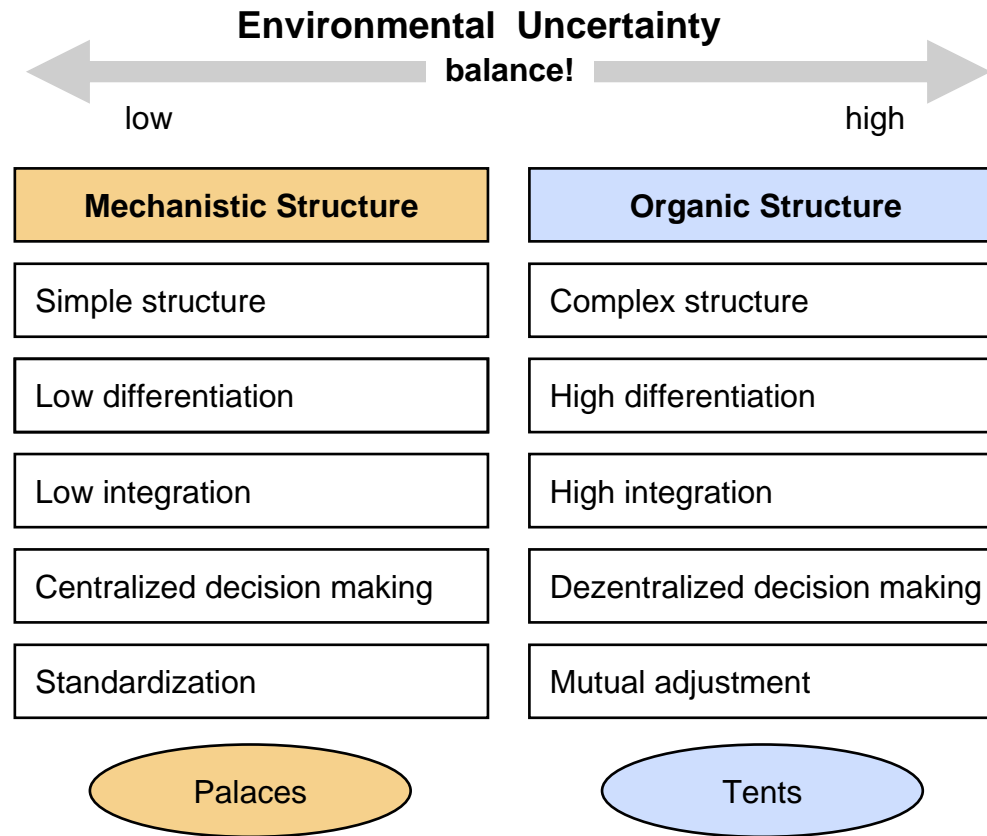 Environmental Uncertainty
balance!
low
high
Mechanistic Structure
Organic Structure
Simple structure
Complex structure
Low differentiation
High differentiation
Low integration
High integration
Centralized decision making
Dezentralized decision making
Standardization
Mutual adjustment
Palaces
Tents